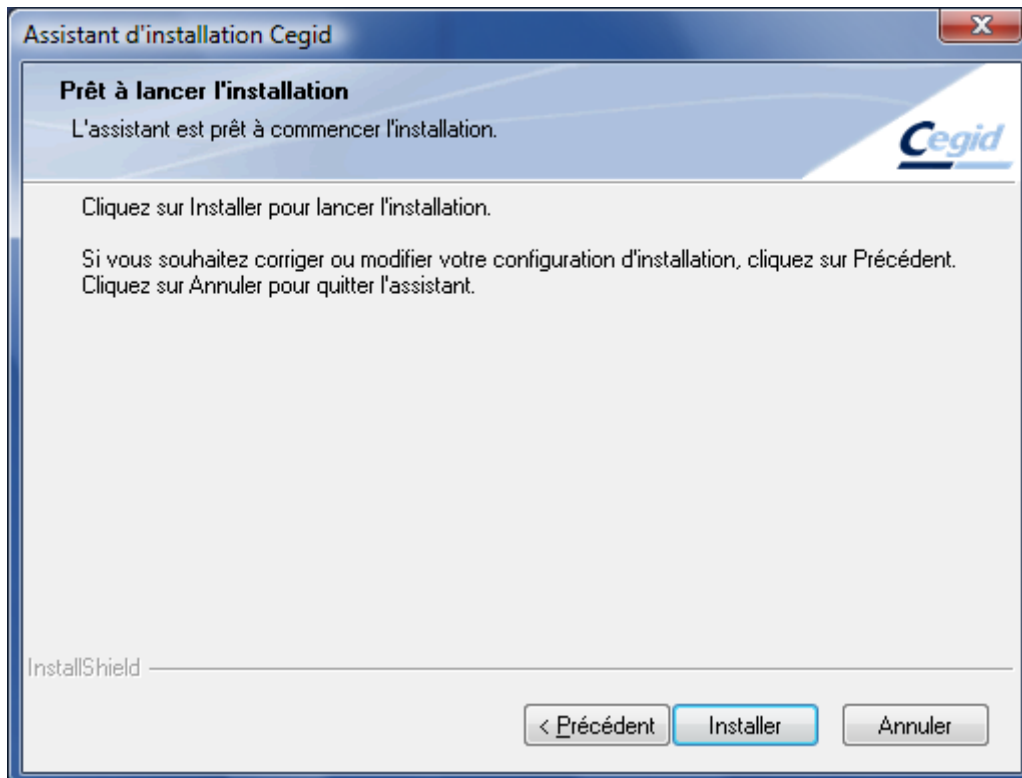 Assistant d'installation Cegid
Prêt à lancer l'installation
L'assistant est prêt à commencer l'installation.
Cegid
Cliquez sur Installer pour lancer l'installation.
Si vous souhaitez corriger ou modifier votre configuration d'installation, cliquez sur Précédent.
Cliquez sur Annuler pour quitter l'assistant.
InstallShield
< Précédent Installer Annuler